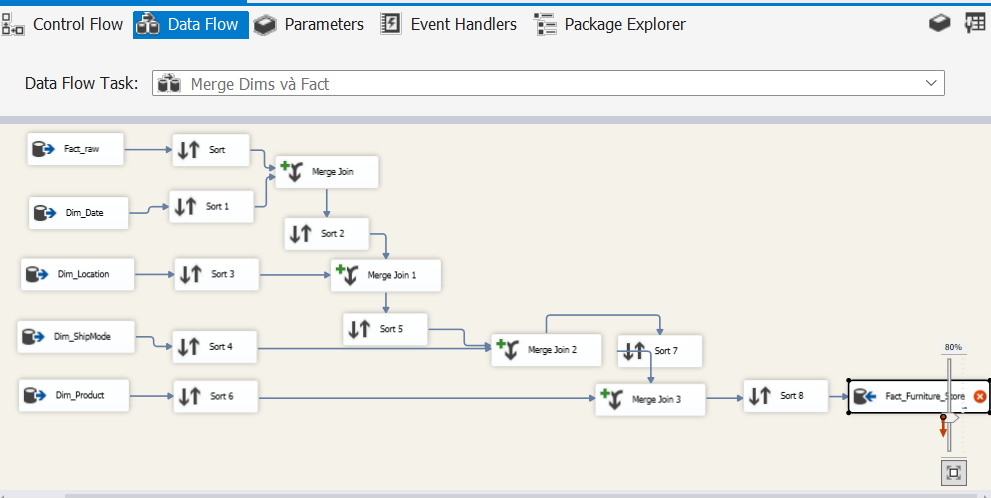 Control Flow Data Flow Parameters Event Handlers Package Explorer
Data Flow Task: Merge Dims và Fact
Fact_raw
Sort
Merge Join
Dim_Date
Sort 1
Sort 2
Dim_Location
Sort 3
Merge Join 1
Sort 5
Dim_ShipMode
Sort 4
Merge Join 2
Sort 7
80%
Dim_Product
Sort 6
Merge Join 3
Sort 8
Fact_Furniture_Store